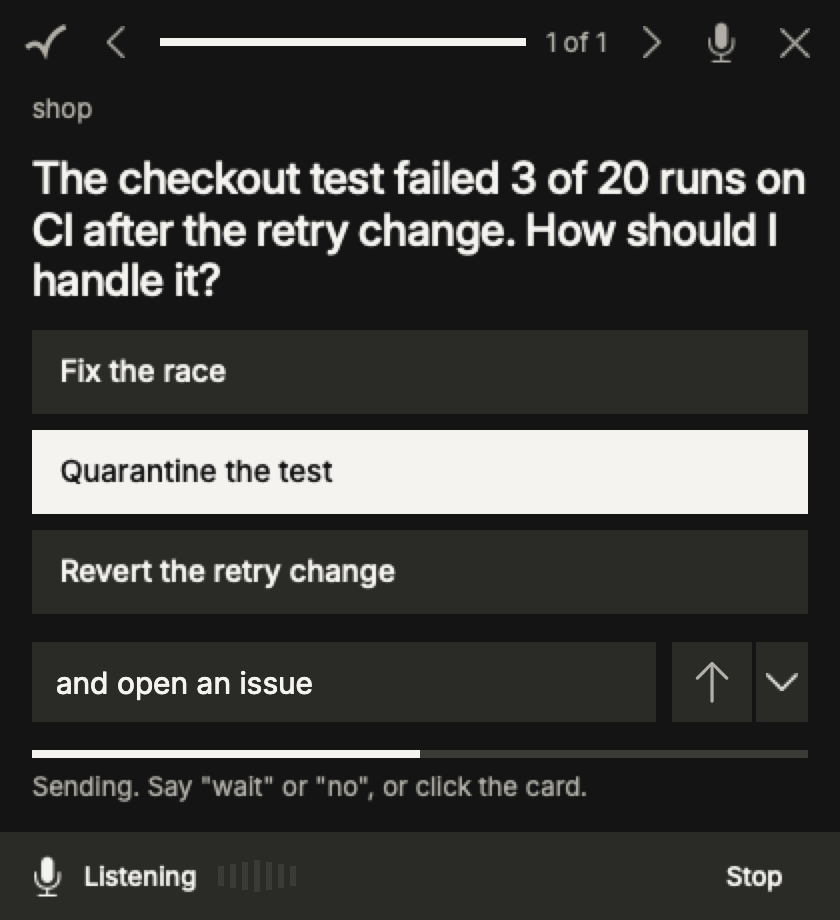 1 of 1
shop
The checkout test failed 3 of 20 runs on
CI after the retry change. How should I
handle it?
Fix the race
Quarantine the test
Revert the retry change
and open an issue
Sending. Say "wait" or "no", or click the card.
Listening
Stop